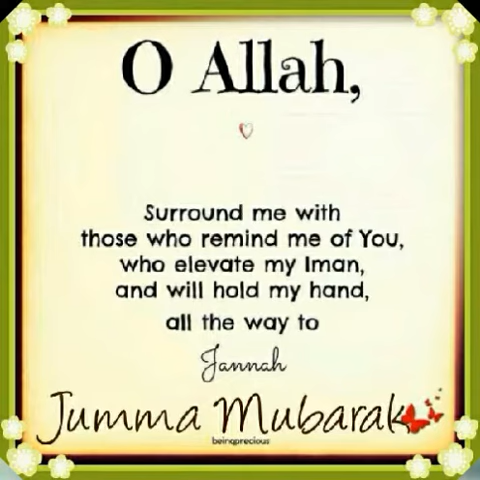 O Allah,
Surround me with
those who remind me of You,
who elevate my Iman,
and will hold my hand,
all the way to
Jannah
Jumma Mubarak
beingprecious